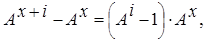 A^{x+i} − A^x = (A^i − 1) · A^x,